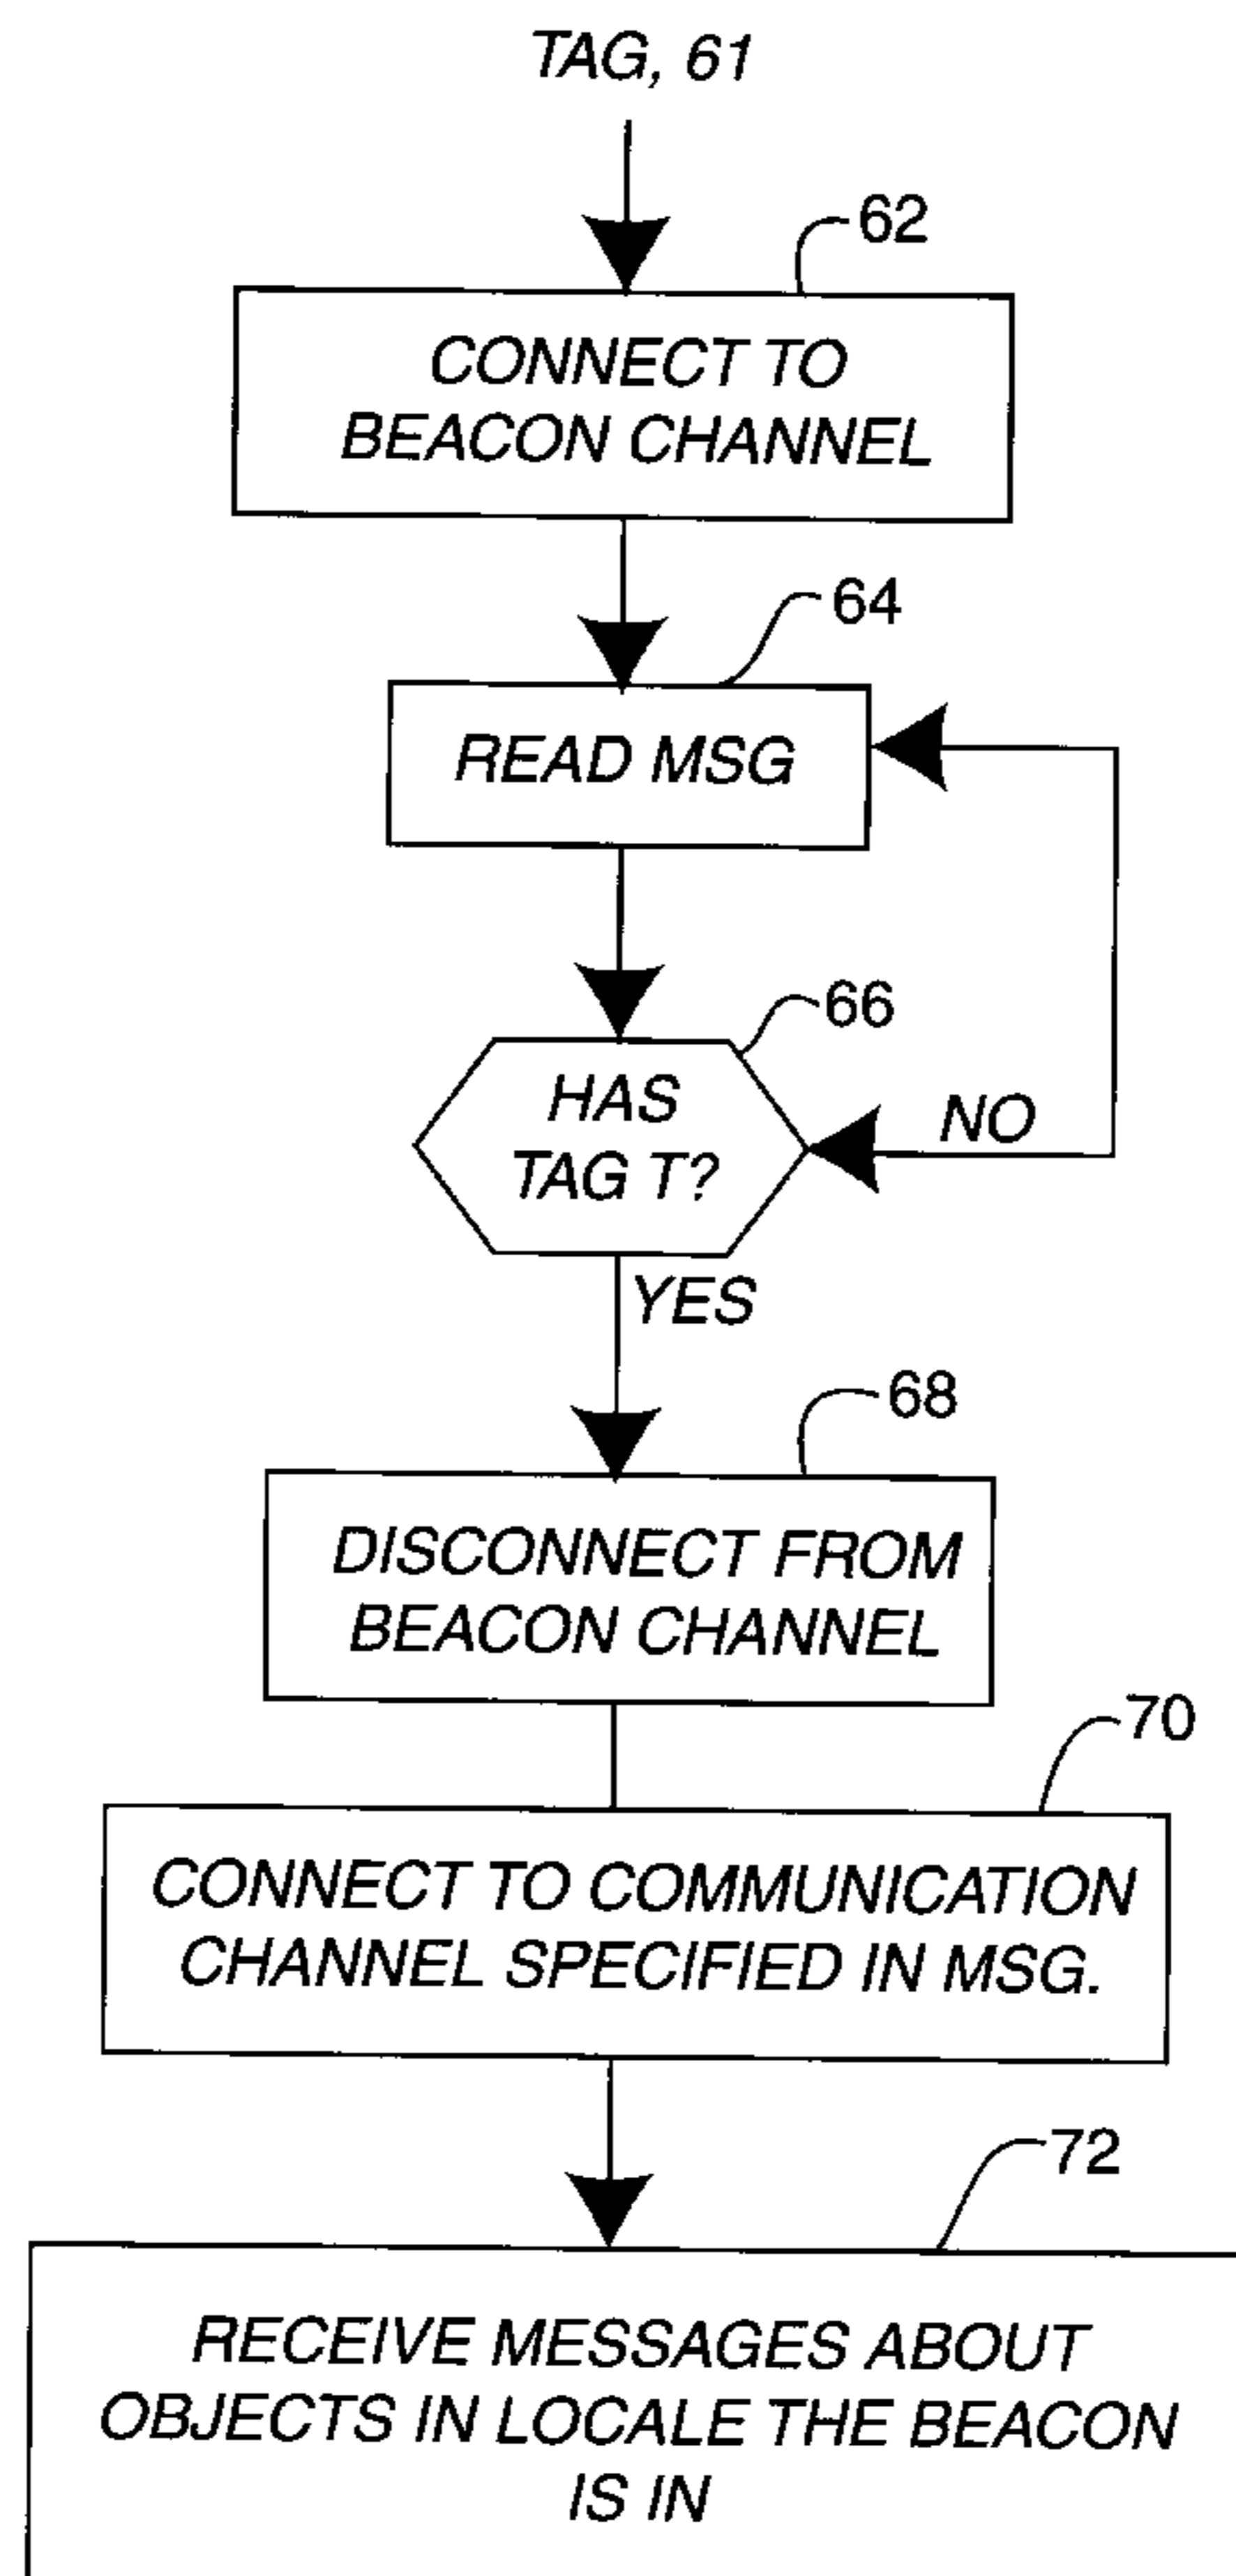 TAG, 61
62
CONNECT TO
BEACON CHANNEL
64
READ MSG
66
HAS
TAG T?
NO
YES
68
DISCONNECT FROM
BEACON CHANNEL
70
CONNECT TO COMMUNICATION
CHANNEL SPECIFIED IN MSG.
72
RECEIVE MESSAGES ABOUT
OBJECTS IN LOCALE THE BEACON
IS IN